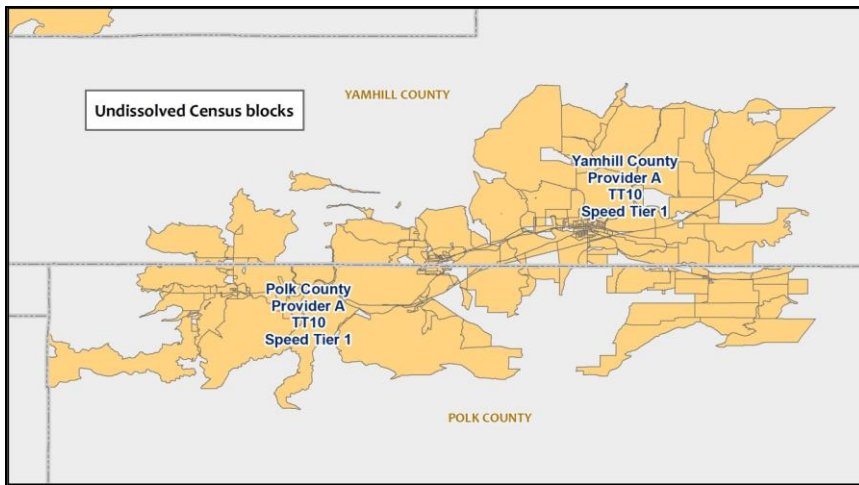 YAMHILL COUNTY
Undissolved Census blocks
Yamhill County
Provider A
TT10
Speed Tier 1
Polk County
Provider A
TT10
Speed Tier 1
POLK COUNTY